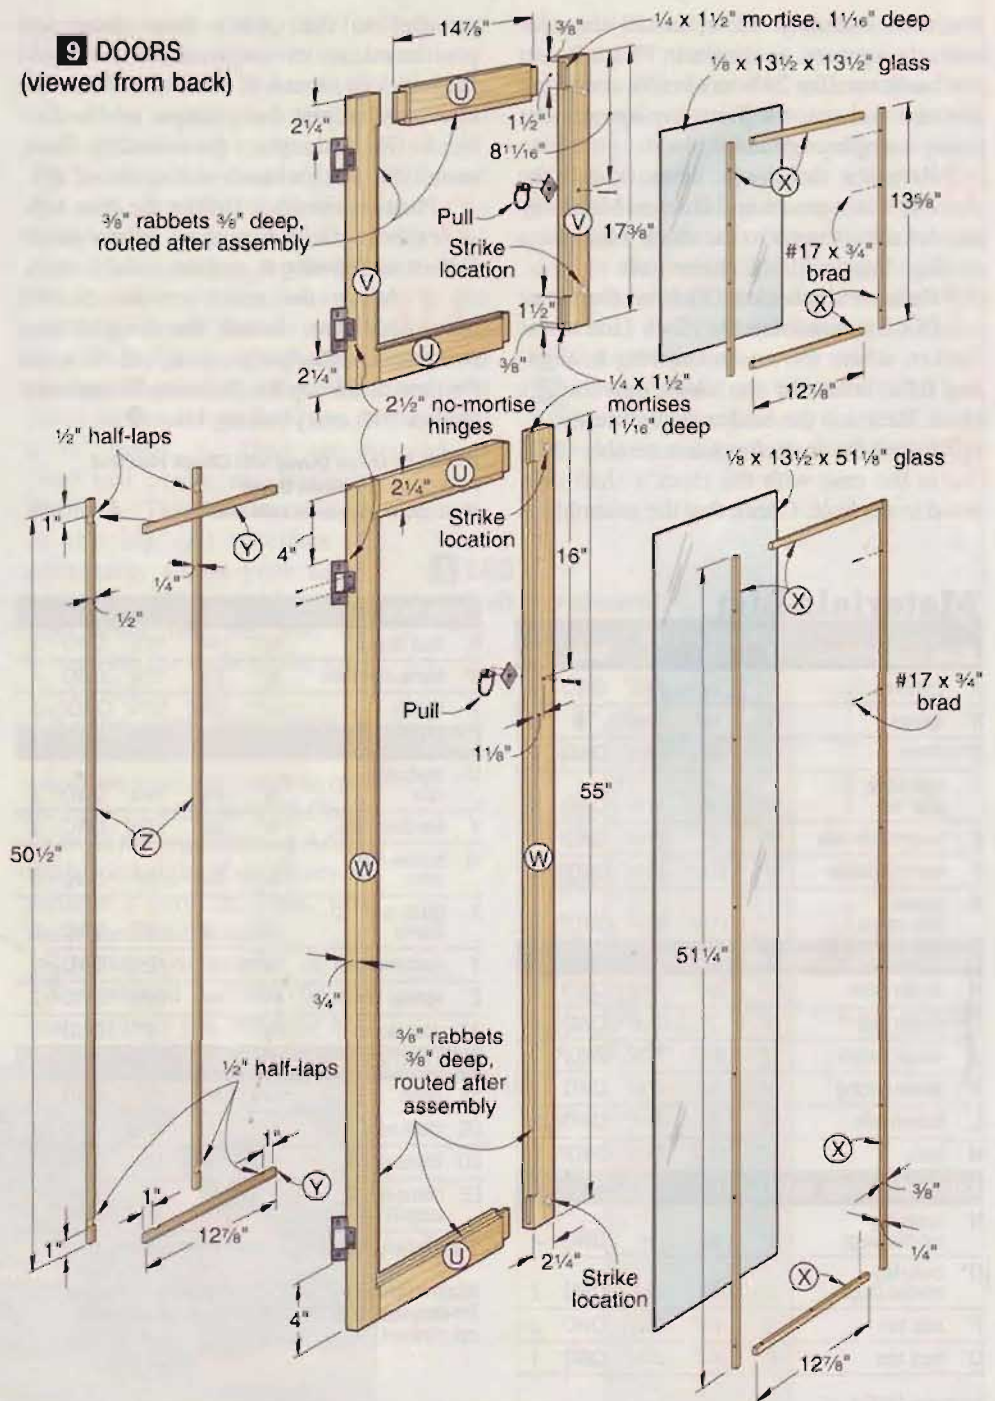 9 DOORS
(viewed from back)
14⅞"
⅜"
¼ x 1½" mortise. 1¹⁄₁₆" deep
⅛ x 13½ x 13½" glass
U
2¼"
1½"
8¹¹⁄₁₆"
X
13⅝"
Pull
V
17⅜"
⅜" rabbets ⅜" deep,
routed after assembly
Strike
location
#17 x ¾"
brad
V
1½"
X
U
⅜"
2¼"
12⅞"
2½" no-mortise
hinges
¼ x 1½"
mortises
1¹⁄₁₆" deep
½" half-laps
U
2¼"
⅛ x 13½ x 51⅛" glass
1"
Y
4"
Strike
location
16"
¼"
½"
X
Pull
#17 x ¾"
brad
1⅛"
55"
Z
50½"
W
W
51¼"
¾"
⅜" rabbets
⅜" deep,
routed after
assembly
½" half-laps
1"
Y
X
1"
⅜"
12⅞"
1"
U
2¼"
¼"
Strike
location
X
4"
12⅞"